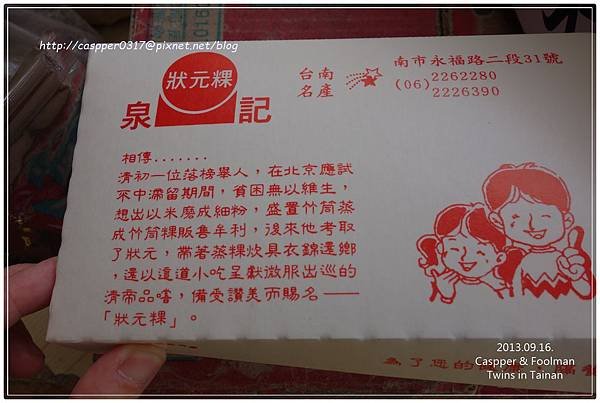 http://caspper0317@pixnet.net/blog
狀元粿
泉記
台南
名產
南市永福路二段31號
(06)2262280
2226390
相傳.......
清初一位落榜舉人，在北京應試
不中滯留期間，貧困無以維生，
想出以米磨成細粉，盛置竹筒蒸
成竹筒粿販售牟利，後來他考取
了狀元，帶著蒸粿炊具衣錦還鄉
，還以這道小吃呈獻微服出巡的
清帝品嚐，備受讚美而賜名——
「狀元粿」。
為了您的
2013.09.16.
Caspper & Foolman
Twins in Tainan